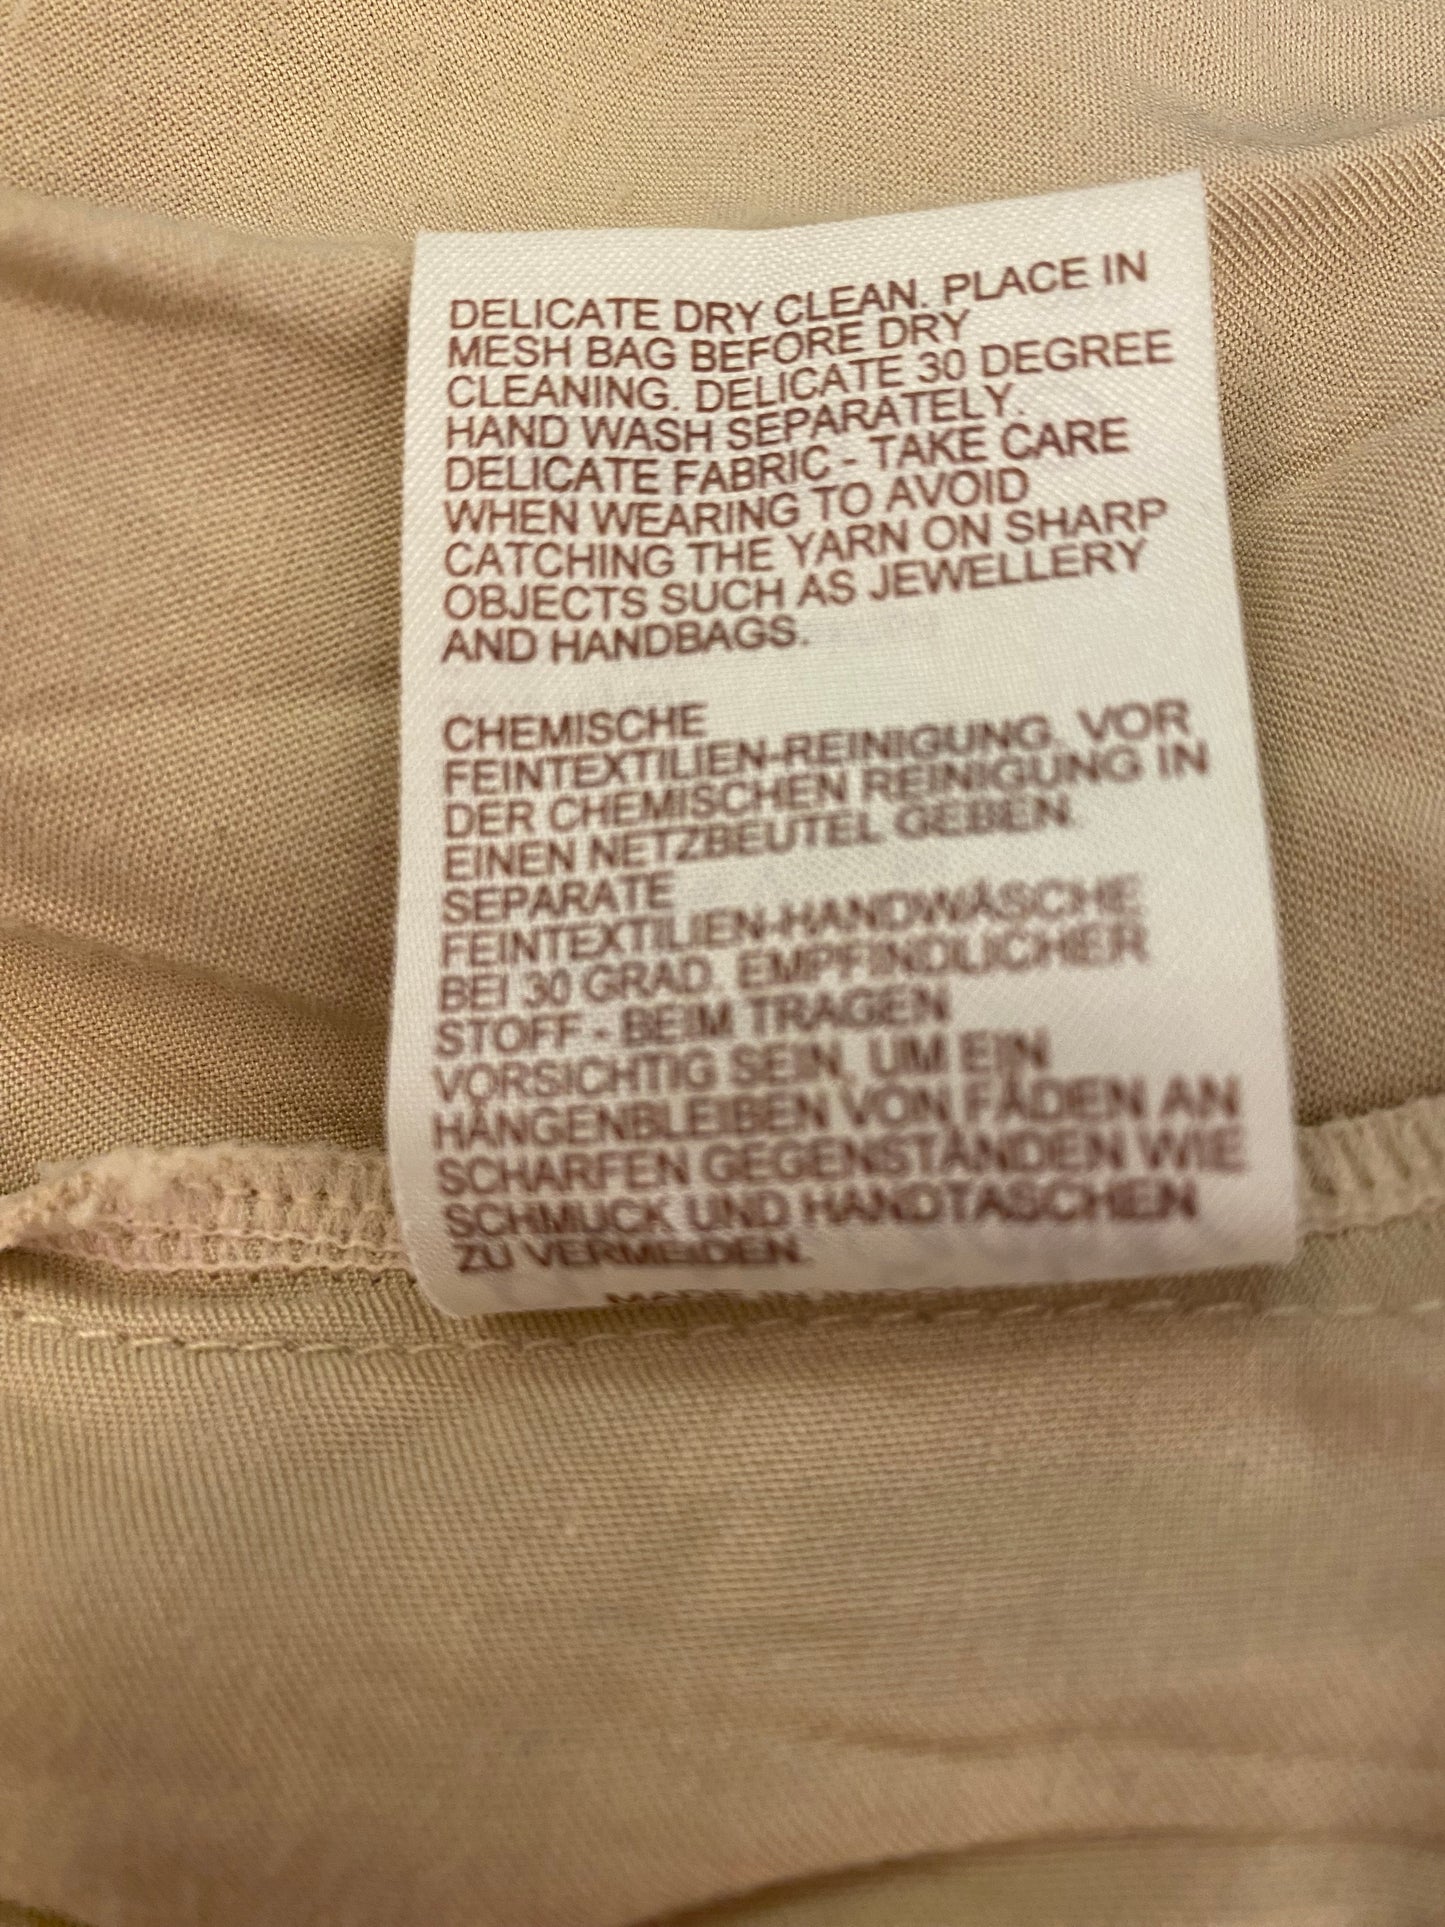 DELICATE DRY CLEAN. PLACE IN
MESH BAG BEFORE DRY
CLEANING. DELICATE 30 DEGREE
HAND WASH SEPARATELY.
DELICATE FABRIC - TAKE CARE
WHEN WEARING TO AVOID
CATCHING THE YARN ON SHARP
OBJECTS SUCH AS JEWELLERY
AND HANDBAGS.
CHEMISCHE
FEINTEXTILIEN-REINIGUNG. VOR
DER CHEMISCHEN REINIGUNG IN
EINEN NETZBEUTEL GEBEN.
SEPARATE
FEINTEXTILIEN-HANDWÄSCHE
BEI 30 GRAD. EMPFINDLICHER
STOFF - BEIM TRAGEN
VORSICHTIG SEIN, UM EIN
HÄNGENBLEIBEN VON FÄDEN AN
SCHARFEN GEGENSTÄNDEN WIE
SCHMUCK UND HANDTASCHEN
ZU VERMEIDEN.
MADE IN